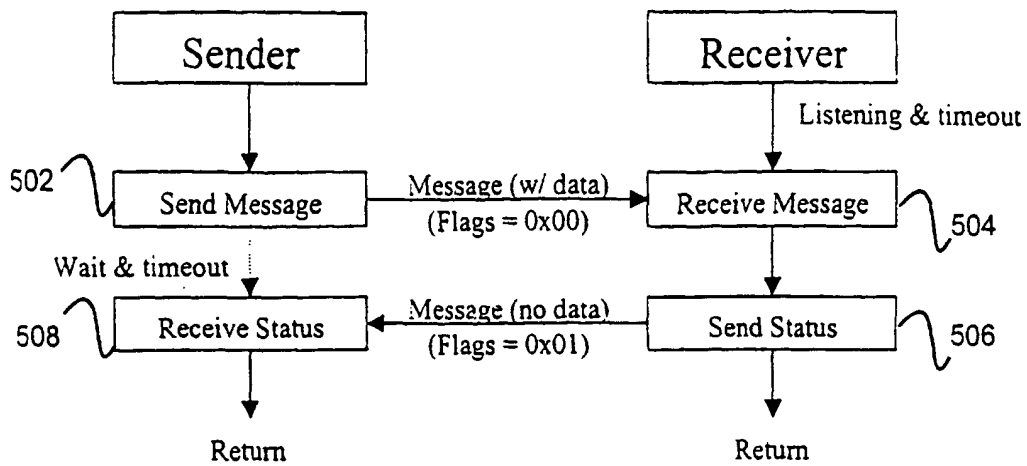 Sender
Receiver
Listening & timeout
502
Send Message
Message (w/ data)
(Flags = 0x00)
Receive Message
504
Wait & timeout
508
Receive Status
Message (no data)
(Flags = 0x01)
Send Status
506
Return
Return